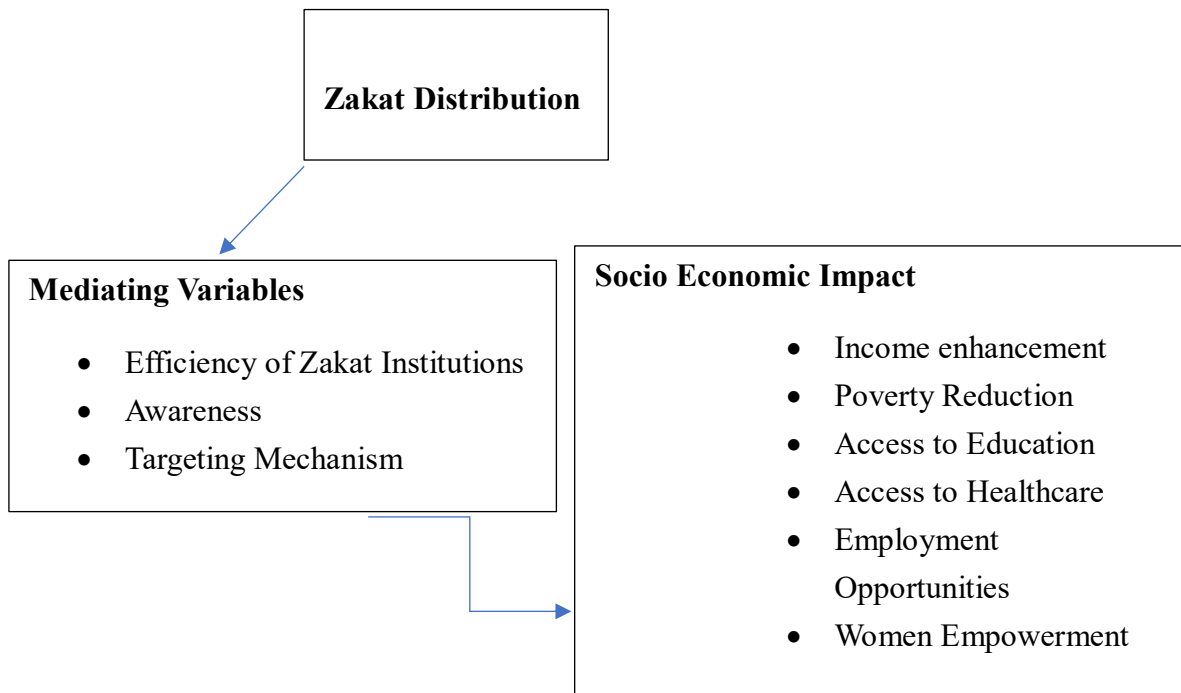 Zakat Distribution
Mediating Variables
• Efficiency of Zakat Institutions
• Awareness
• Targeting Mechanism
Socio Economic Impact
• Income enhancement
• Poverty Reduction
• Access to Education
• Access to Healthcare
• Employment
Opportunities
• Women Empowerment